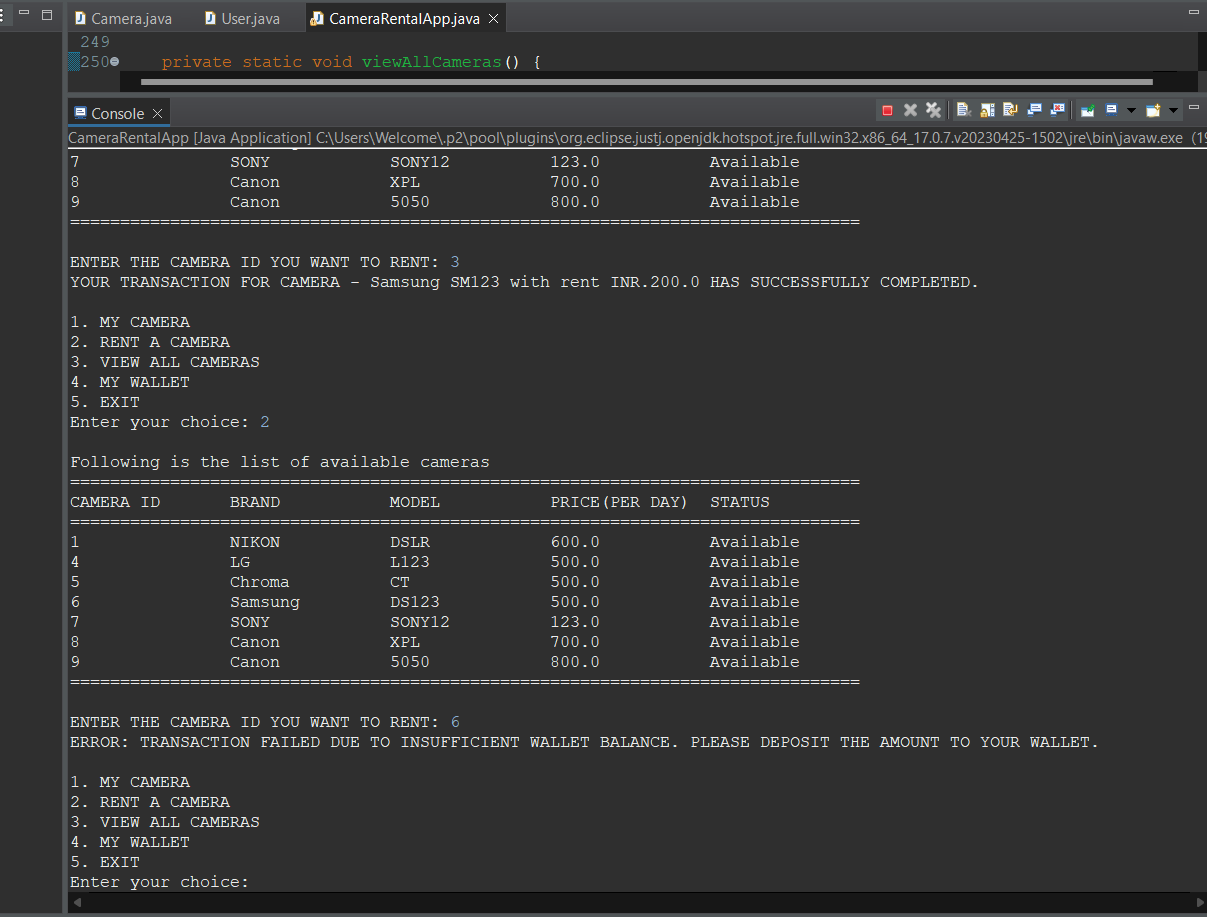 Camera.java User.java CameraRentalApp.java
249
250 private static void viewAllCameras() {
Console
CameraRentalApp [Java Application] C:\Users\Welcome\.p2\pool\plugins\org.eclipse.justj.openjdk.hotspot.jre.full.win32.x86_64_17.0.7.v20230425-1502\jre\bin\javaw.exe (19
7 SONY SONY12 123.0 Available
8 Canon XPL 700.0 Available
9 Canon 5050 800.0 Available
===============================================================================
ENTER THE CAMERA ID YOU WANT TO RENT: 3
YOUR TRANSACTION FOR CAMERA - Samsung SM123 with rent INR.200.0 HAS SUCCESSFULLY COMPLETED.
1. MY CAMERA
2. RENT A CAMERA
3. VIEW ALL CAMERAS
4. MY WALLET
5. EXIT
Enter your choice: 2
Following is the list of available cameras
===============================================================================
CAMERA ID BRAND MODEL PRICE(PER DAY) STATUS
===============================================================================
1 NIKON DSLR 600.0 Available
4 LG L123 500.0 Available
5 Chroma CT 500.0 Available
6 Samsung DS123 500.0 Available
7 SONY SONY12 123.0 Available
8 Canon XPL 700.0 Available
9 Canon 5050 800.0 Available
===============================================================================
ENTER THE CAMERA ID YOU WANT TO RENT: 6
ERROR: TRANSACTION FAILED DUE TO INSUFFICIENT WALLET BALANCE. PLEASE DEPOSIT THE AMOUNT TO YOUR WALLET.
1. MY CAMERA
2. RENT A CAMERA
3. VIEW ALL CAMERAS
4. MY WALLET
5. EXIT
Enter your choice: